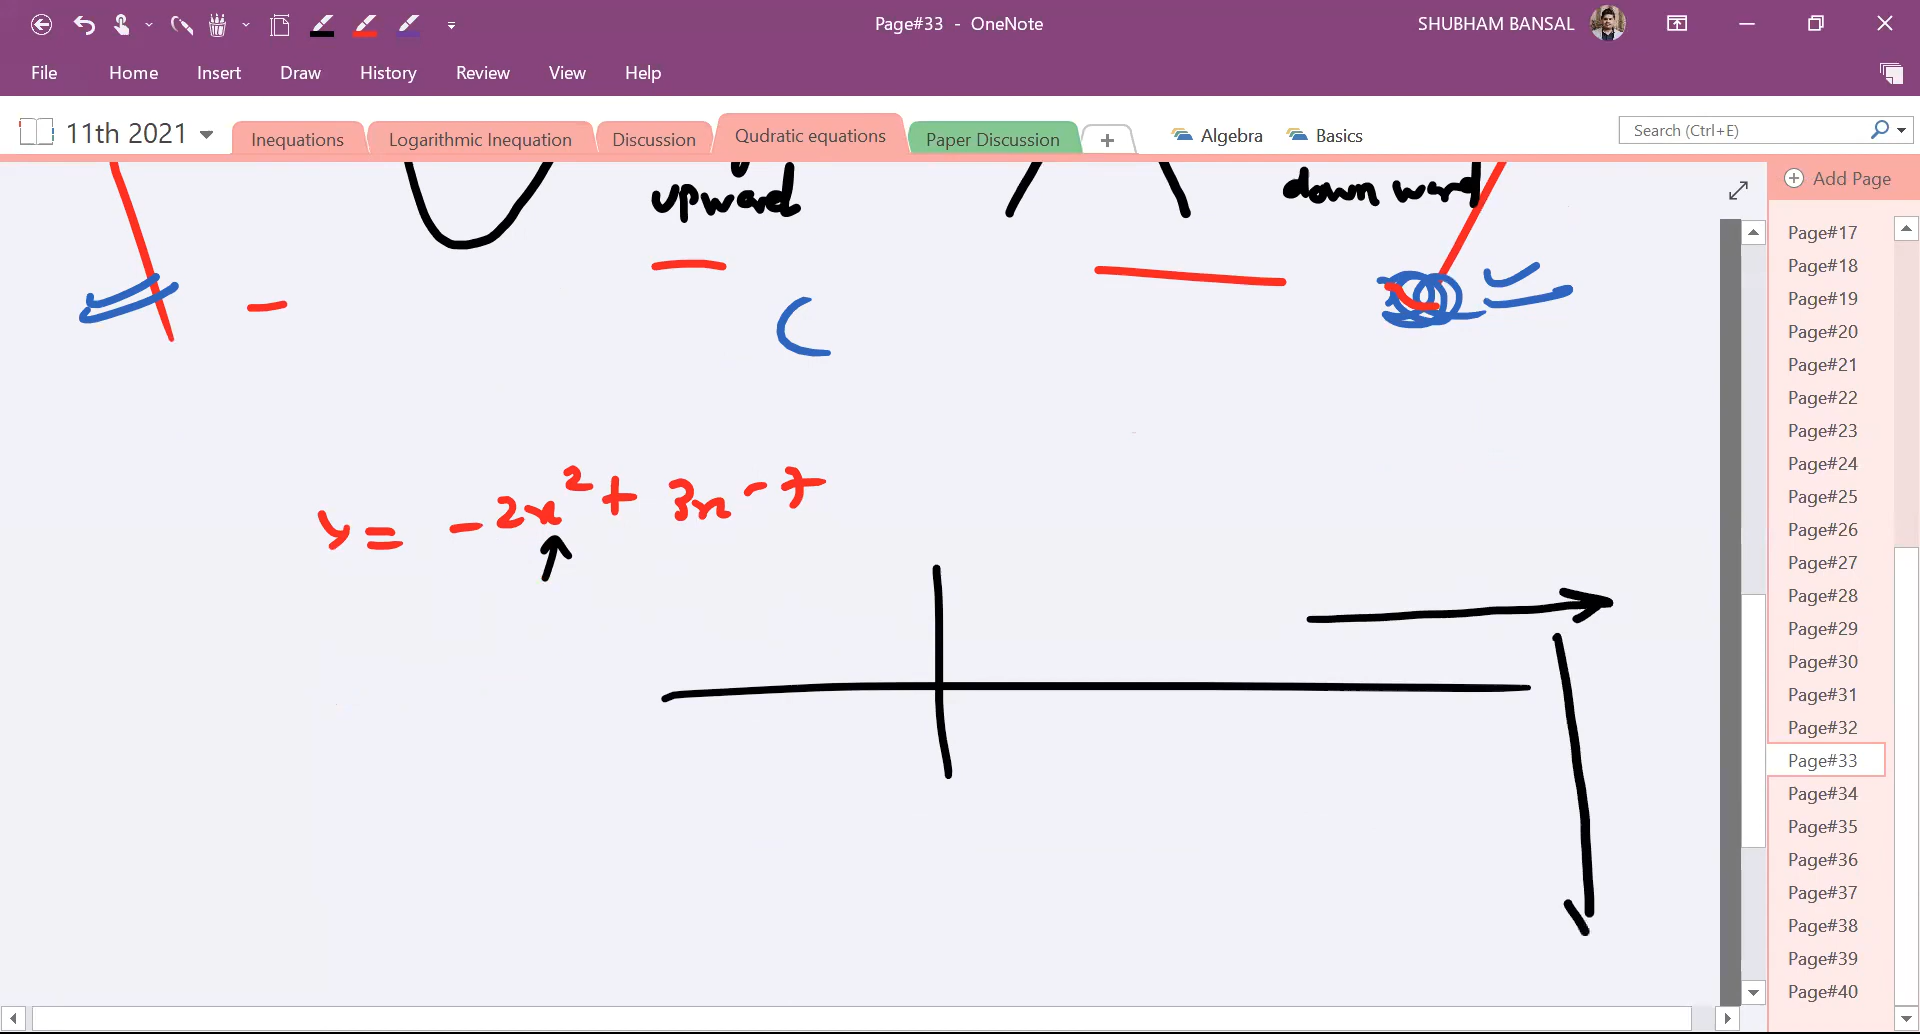 Page#33 - OneNote
SHUBHAM BANSAL
File Home Insert Draw History Review View Help
11th 2021
Inequations
Logarithmic Inequation
Discussion
Qudratic equations
Paper Discussion
Algebra
Basics
Search (Ctrl+E)
upward
downward
y = -2x² + 3x - 7
Add Page
Page#17
Page#18
Page#19
Page#20
Page#21
Page#22
Page#23
Page#24
Page#25
Page#26
Page#27
Page#28
Page#29
Page#30
Page#31
Page#32
Page#33
Page#34
Page#35
Page#36
Page#37
Page#38
Page#39
Page#40